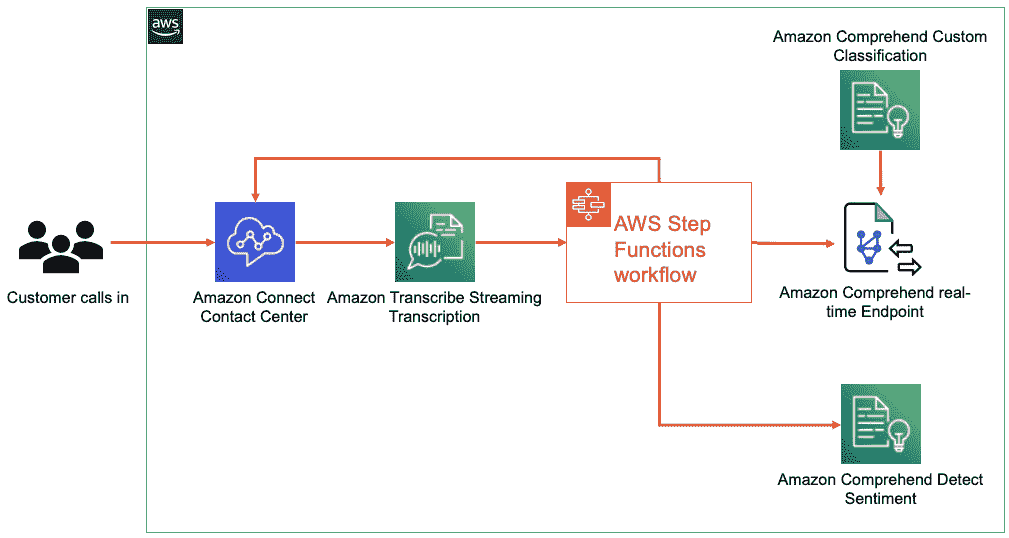 aws
Amazon Comprehend Custom
Classification
AWS Step
Functions
workflow
Customer calls in
Amazon Connect
Contact Center
Amazon Transcribe Streaming
Transcription
Amazon Comprehend real-
time Endpoint
Amazon Comprehend Detect
Sentiment